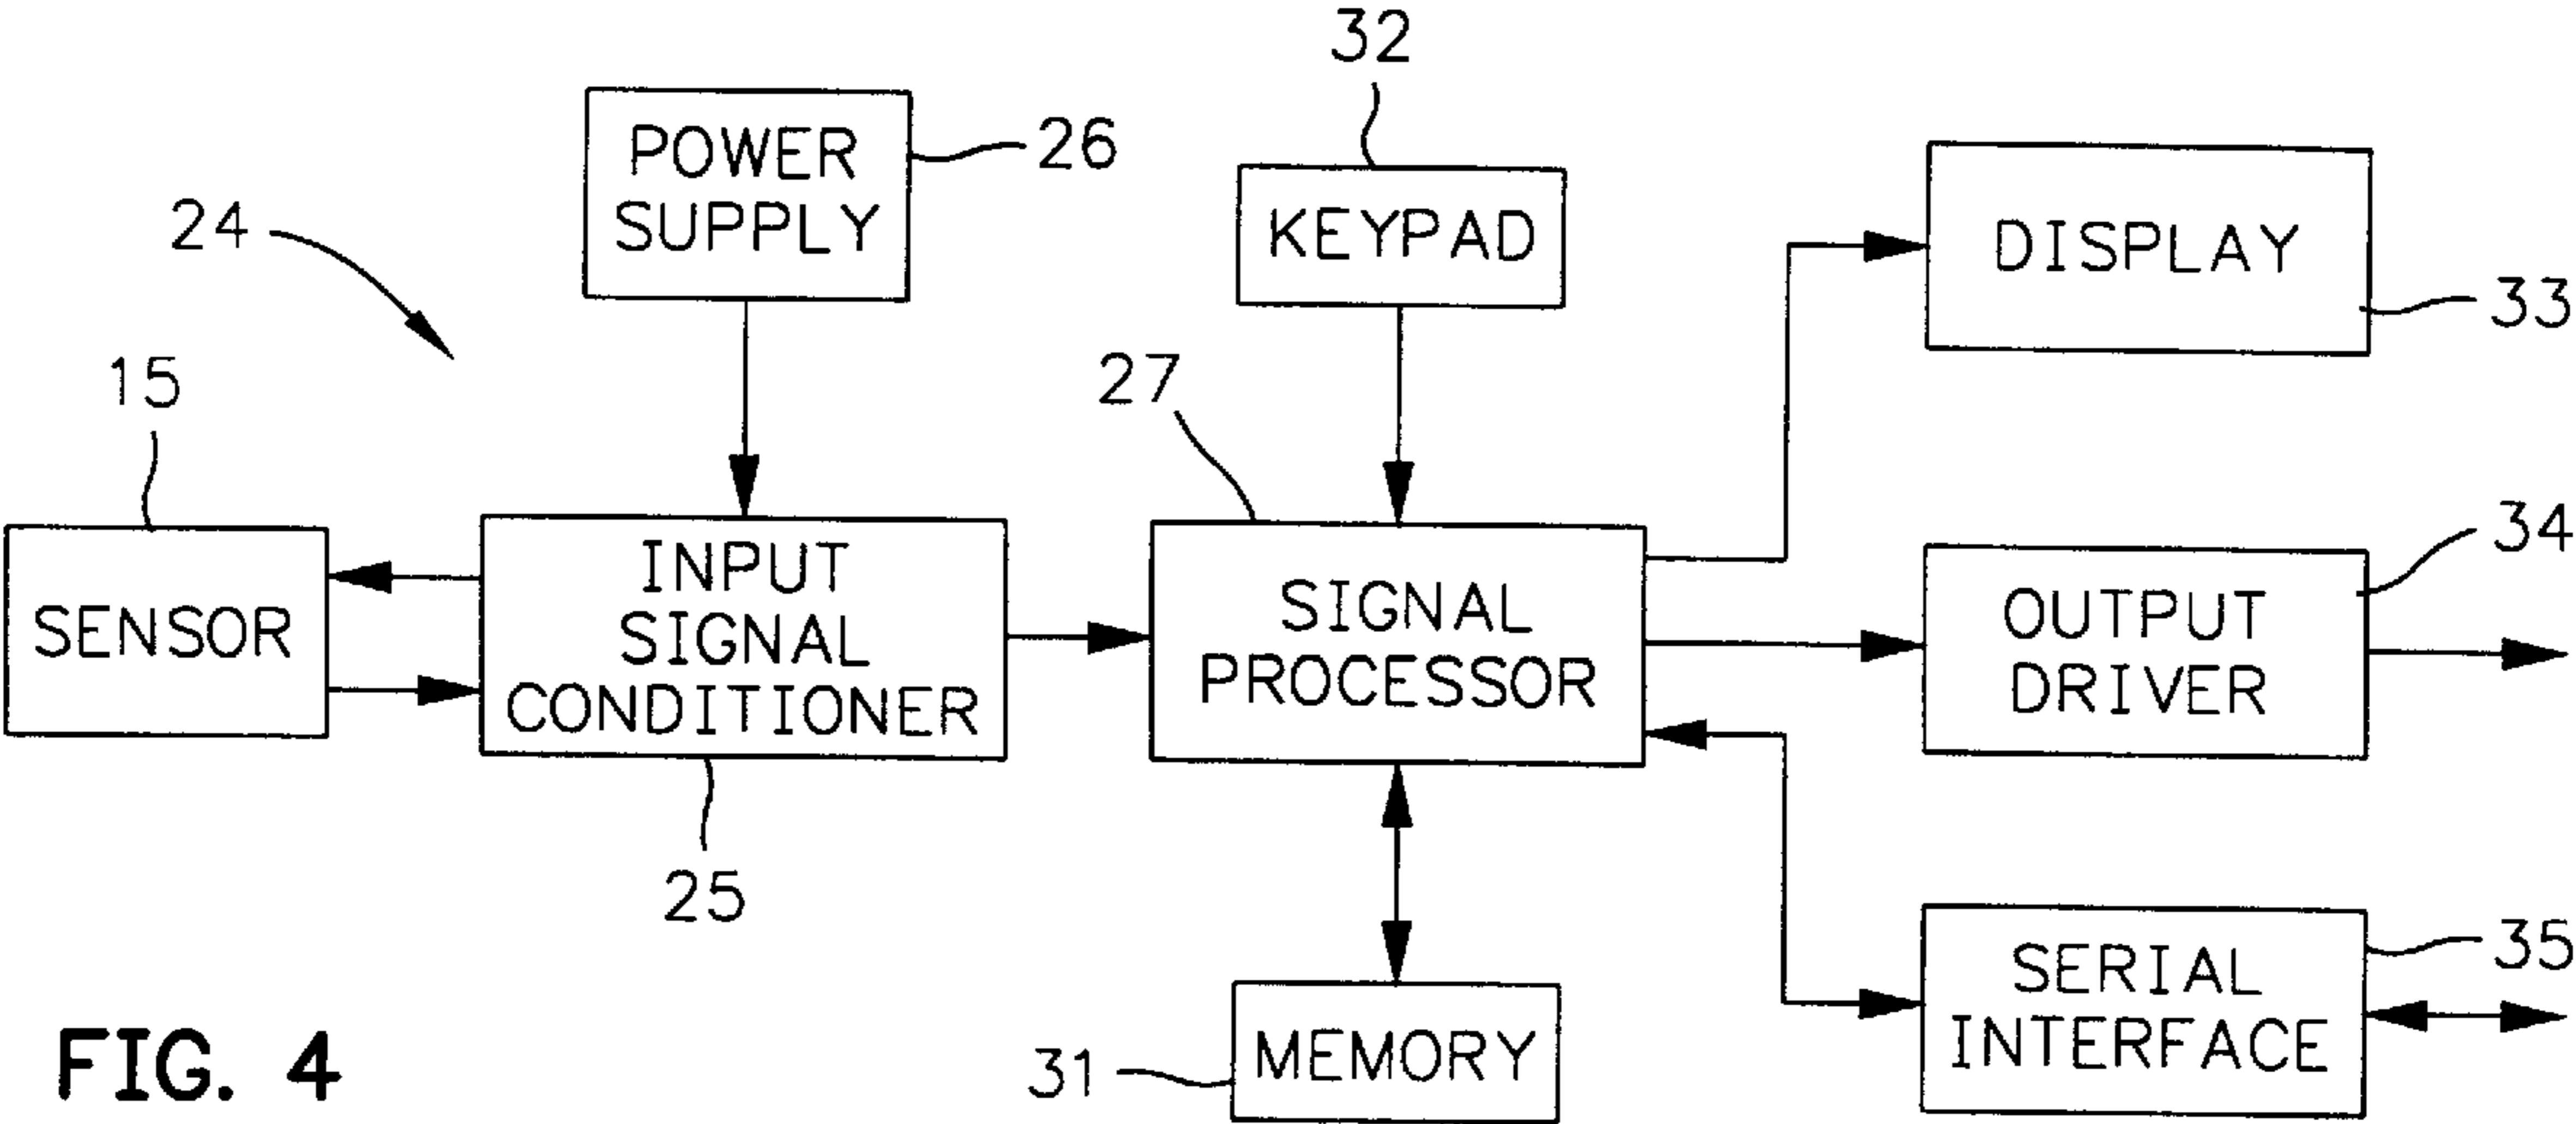 32
POWER
SUPPLY
26
KEYPAD
24
DISPLAY
33
15
27
SENSOR
INPUT
SIGNAL
CONDITIONER
SIGNAL
PROCESSOR
34
OUTPUT
DRIVER
25
35
SERIAL
INTERFACE
31
MEMORY
FIG. 4